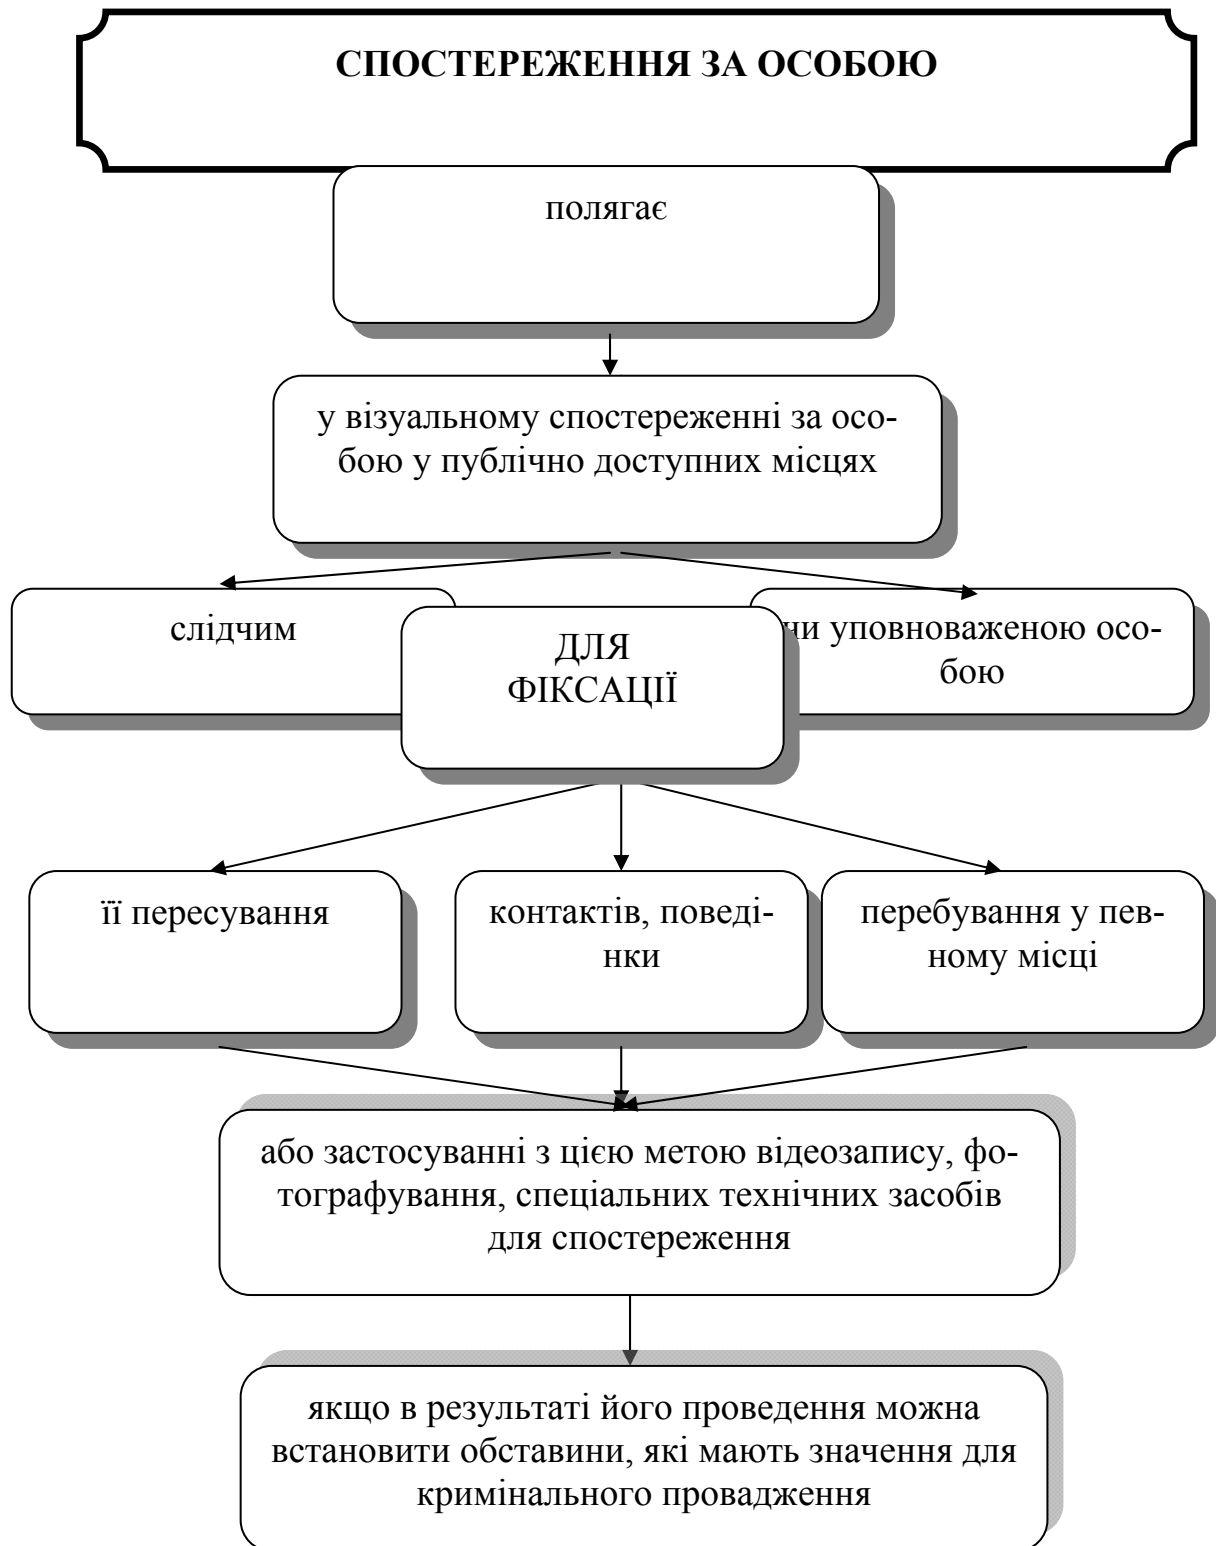 СПОСТЕРЕЖЕННЯ ЗА ОСОБОЮ
полягає
у візуальному спостереженні за осо-
бою у публічно доступних місцях
слідчим
чи уповноваженою осо-
бою
ДЛЯ
ФІКСАЦІЇ
її пересування
контактів, поведі-
нки
перебування у пев-
ному місці
або застосуванні з цією метою відеозапису, фо-
тографування, спеціальних технічних засобів
для спостереження
якщо в результаті його проведення можна
встановити обставини, які мають значення для
кримінального провадження